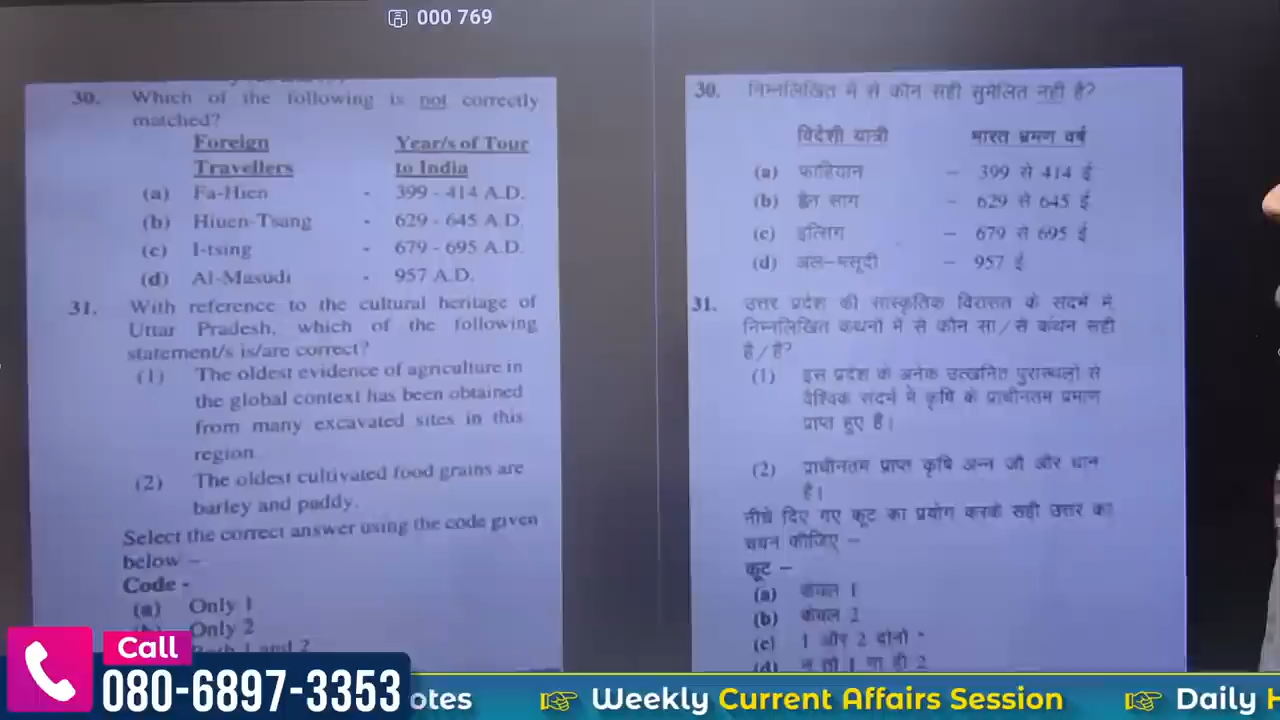 000 769
30. Which of the following is not correctly
matched?
Foreign Year/s of Tour
Travellers to India
(a) Fa-Hien - 399 - 414 A.D.
(b) Hiuen-Tsang - 629 - 645 A.D.
(c) I-tsing - 679 - 695 A.D.
(d) Al-Masudi - 957 A.D.
31. With reference to the cultural heritage of
Uttar Pradesh, which of the following
statement/s is/are correct?
(1) The oldest evidence of agriculture in
the global context has been obtained
from many excavated sites in this
region.
(2) The oldest cultivated food grains are
barley and paddy.
Select the correct answer using the code given
below –
Code -
(a) Only 1
(b) Only 2
Both 1 and 2
30. निम्नलिखित में से कौन सही सुमेलित नही है?
विदेशी यात्री भारत भ्रमण वर्ष
(a) फाहियान – 399 से 414 ई
(b) ह्वेन सांग – 629 से 645 ई
(c) इत्सिंग – 679 से 695 ई
(d) अल-मसूदी – 957 ई
31. उत्तर प्रदेश की सांस्कृतिक विरासत के संदर्भ में,
निम्नलिखित कथनों में से कौन सा/से कथन सही
है/हैं?
(1) इस प्रदेश के अनेक उत्खनित पुरास्थलों से
वैश्विक संदर्भ में कृषि के प्राचीनतम प्रमाण
प्राप्त हुए हैं।
(2) प्राचीनतम प्राप्त कृषि अन्न जौ और धान
हैं।
नीचे दिए गए कूट का प्रयोग करके सही उत्तर का
चयन कीजिए –
कूट –
(a) केवल 1
(b) केवल 2
(c) 1 और 2 दोनो
(d) न तो 1 ना ही 2
Call
080-6897-3353
otes Weekly Current Affairs Session Daily H